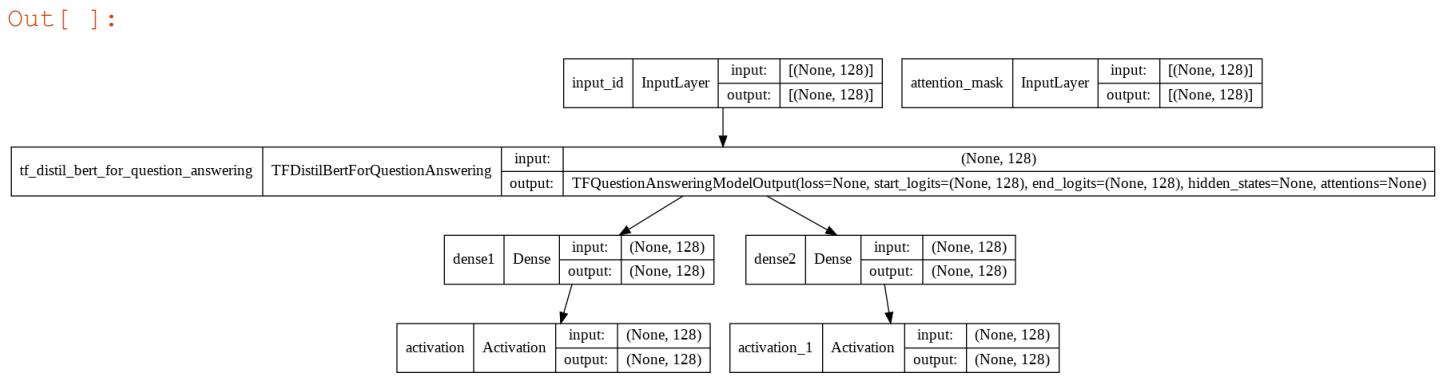 Out[ ]:
input_id InputLayer input: [(None, 128)] output: [(None, 128)]
attention_mask InputLayer input: [(None, 128)] output: [(None, 128)]
tf_distil_bert_for_question_answering TFDistilBertForQuestionAnswering input: (None, 128)
output: TFQuestionAnsweringModelOutput(loss=None, start_logits=(None, 128), end_logits=(None, 128), hidden_states=None, attentions=None)
dense1 Dense input: (None, 128) output: (None, 128)
dense2 Dense input: (None, 128) output: (None, 128)
activation Activation input: (None, 128) output: (None, 128)
activation_1 Activation input: (None, 128) output: (None, 128)